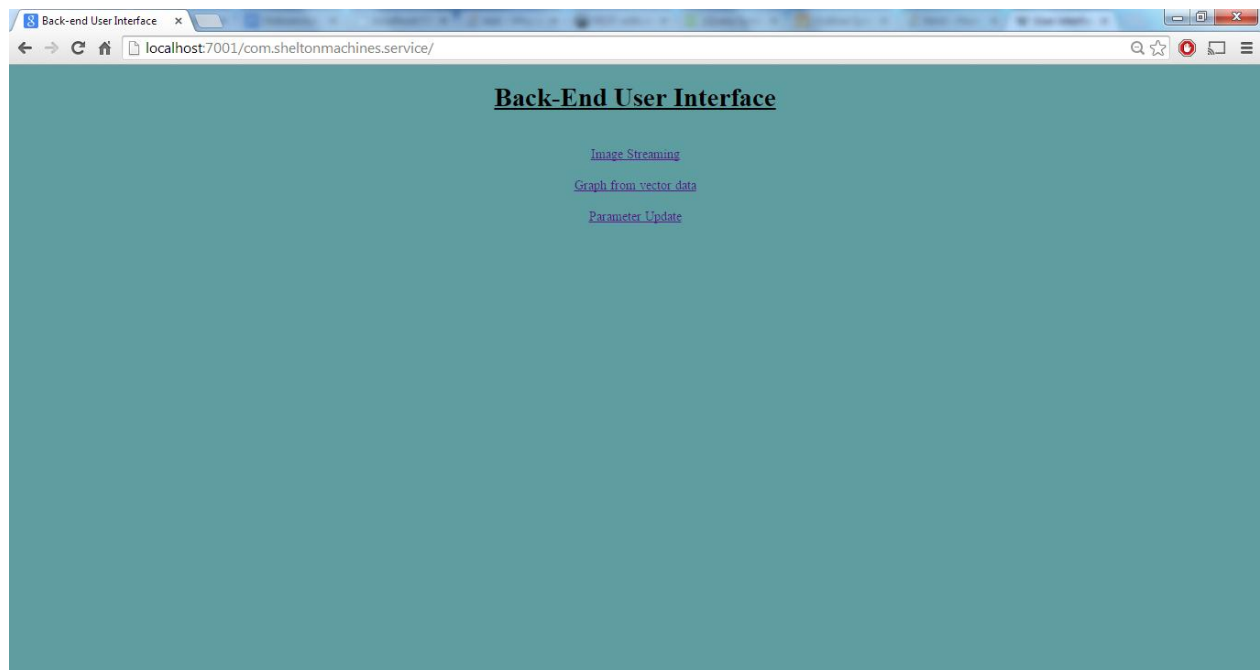 Back-end User Interface
localhost:7001/com.sheltonmachines.service/
Back-End User Interface
Image Streaming
Graph from vector data
Parameter Update